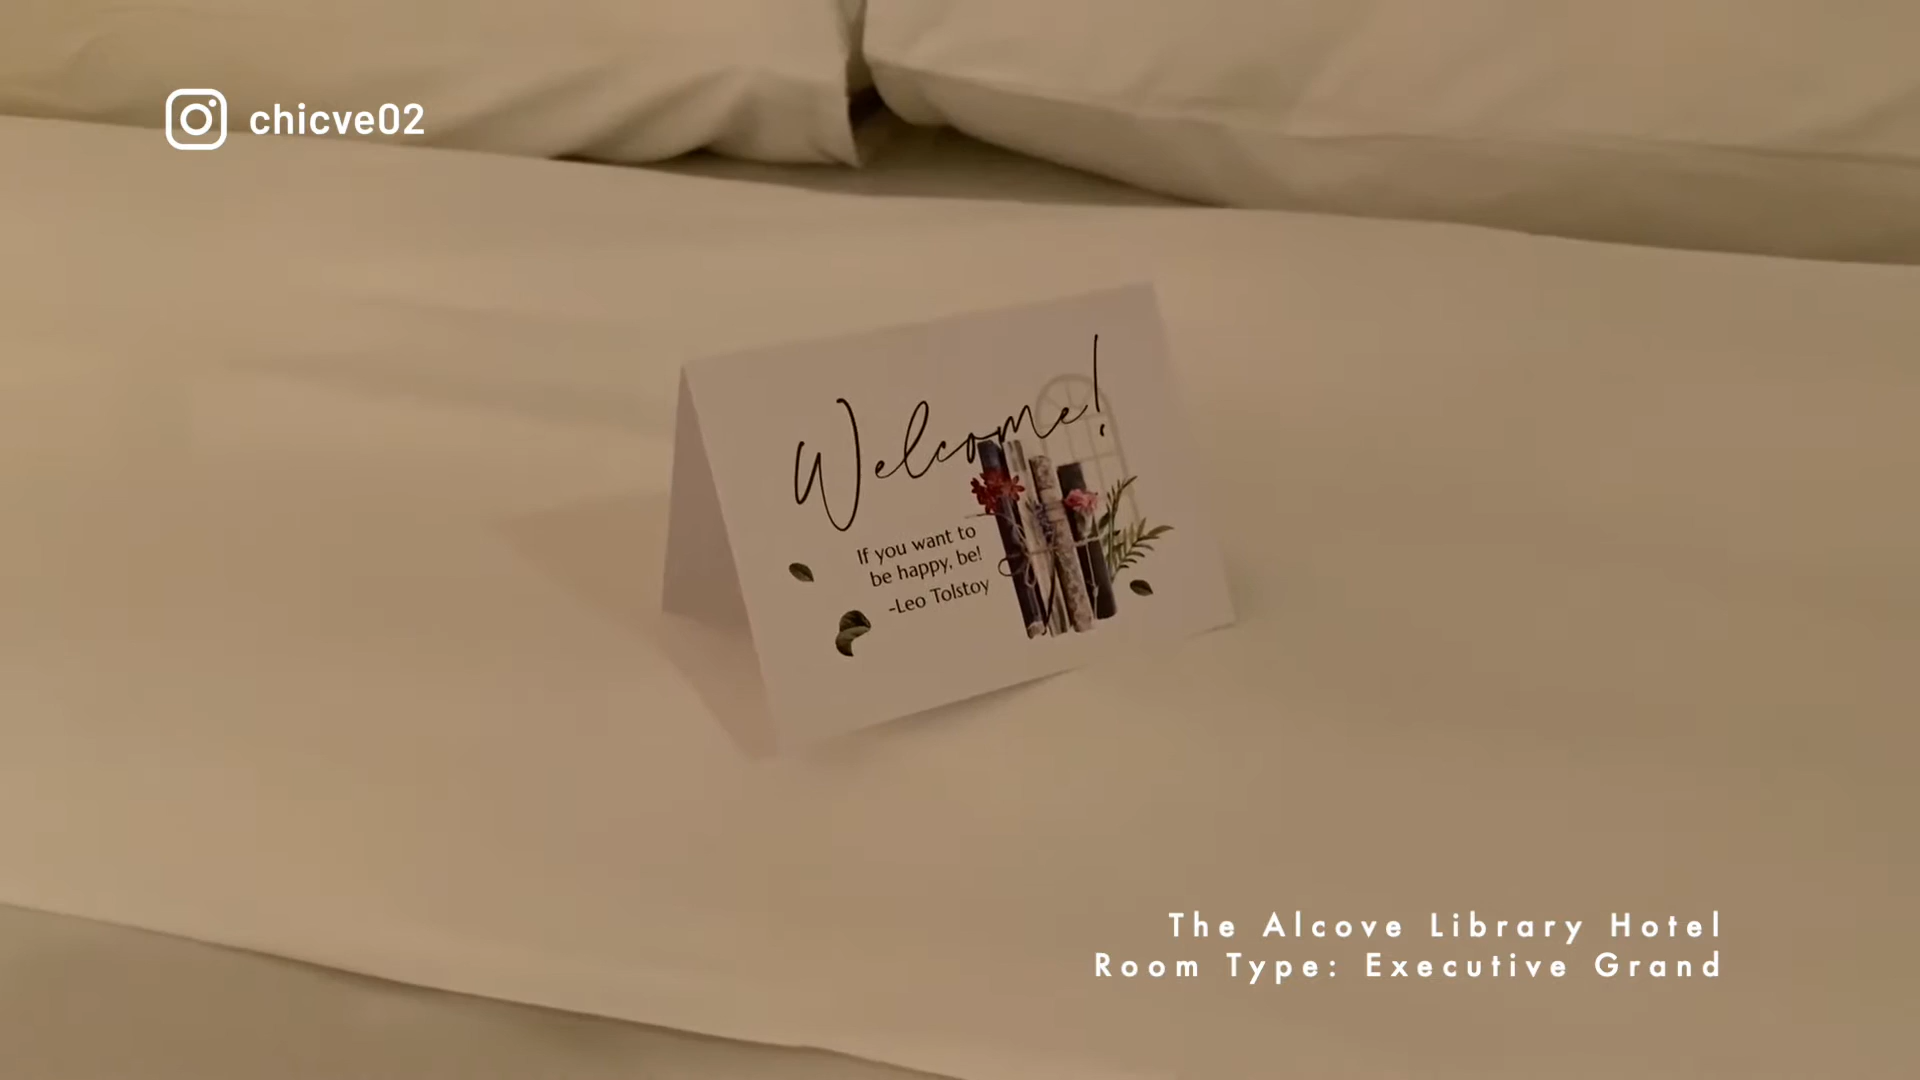 chicve02
Welcome!
If you want to
be happy, be!
-Leo Tolstoy
The Alcove Library Hotel
Room Type: Executive Grand